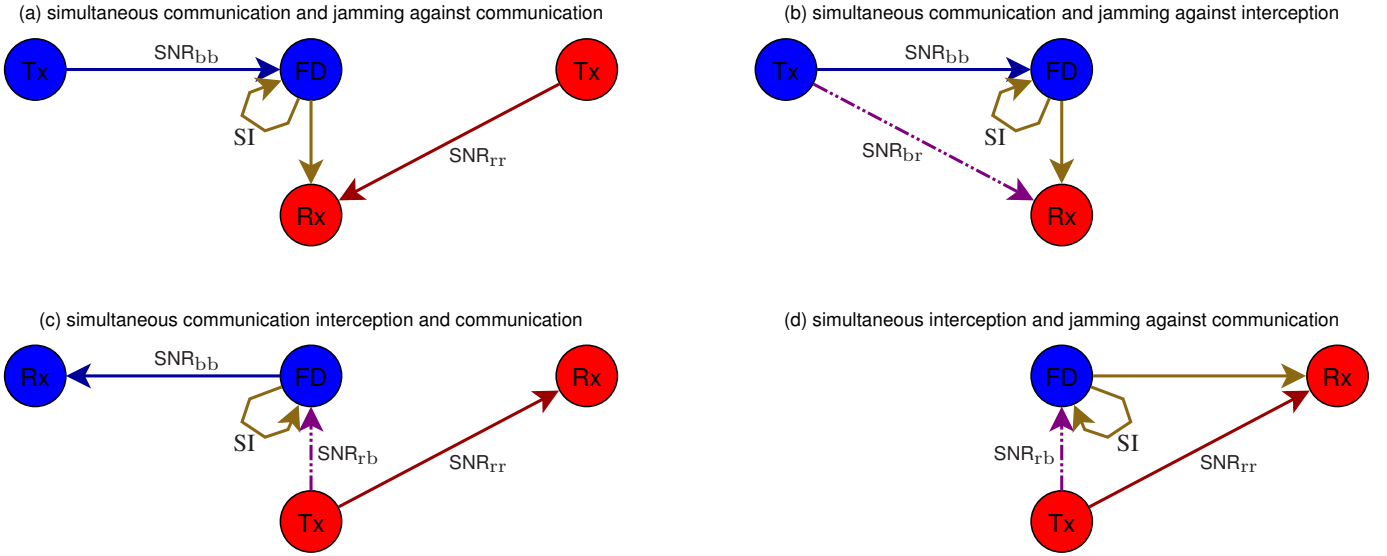 (a) simultaneous communication and jamming against communication
Tx
SNRbb
FD
Tx
SI
SNRrr
Rx
(b) simultaneous communication and jamming against interception
Tx
SNRbb
FD
SI
SNRbr
Rx
(c) simultaneous communication interception and communication
Rx
SNRbb
FD
Rx
SI
SNRrb
SNRrr
Tx
(d) simultaneous interception and jamming against communication
FD
Rx
SI
SNRrb
SNRrr
Tx